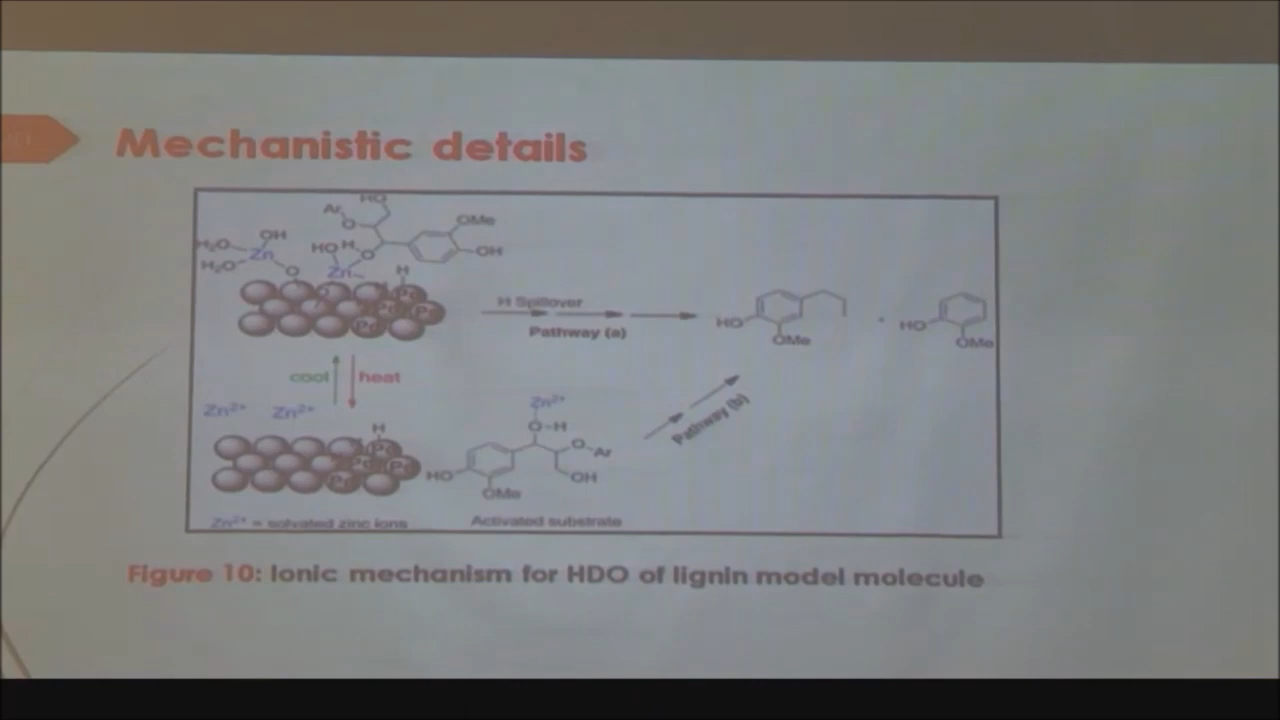 Mechanistic details
HO
Ar
O
OMe
OH
H₂O
OH
Zn
H₂O
O
HO
H
O
Zn
H
Pd
Pd
Pd
H Spillover
Pathway (a)
HO
OMe
+
HO
OMe
cool
heat
Zn²⁺
Zn²⁺
H
Pd
Pd
Pd
Pd
Zn²⁺
O-H
O
Ar
HO
OMe
OH
Pathway (b)
Zn²⁺ = solvated zinc ions
Activated substrate
Figure 10: Ionic mechanism for HDO of lignin model molecule